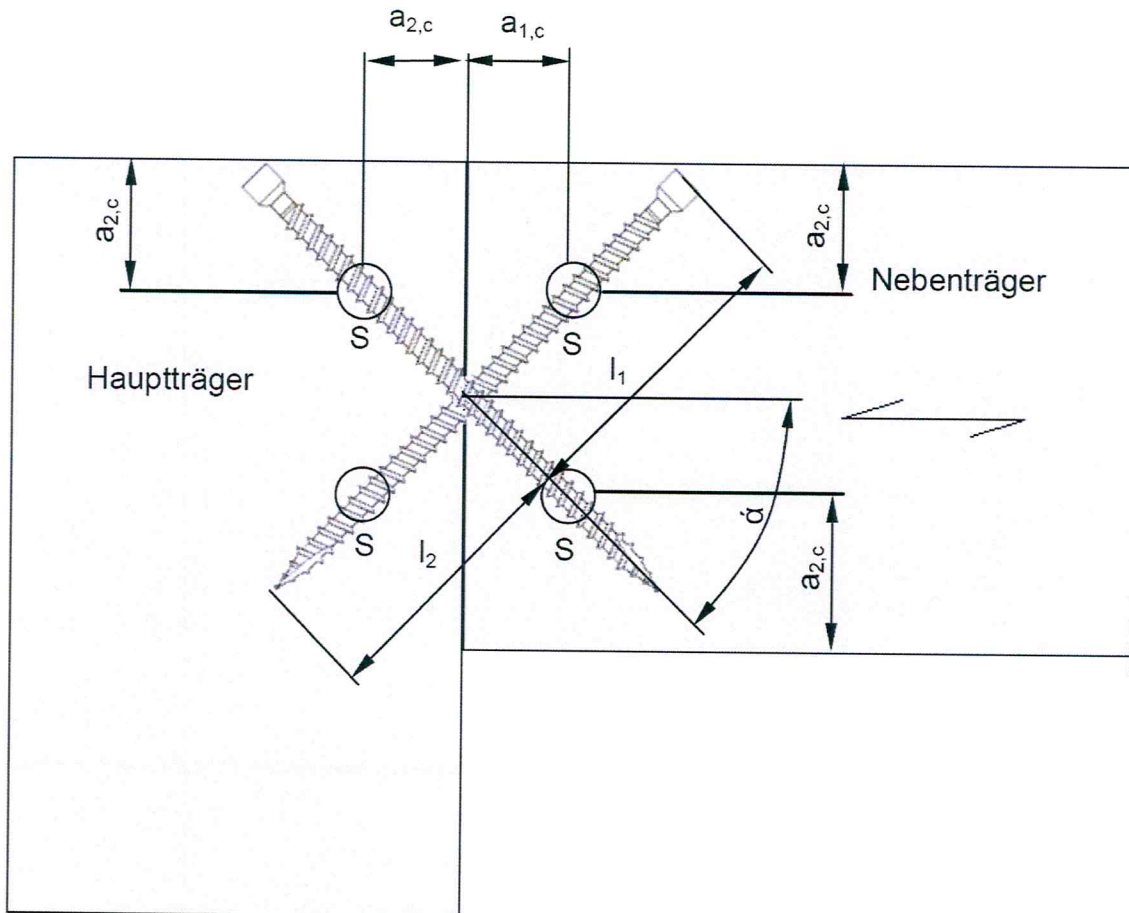 a2,c
a1,c
a2,c
a2,c
Nebenträger
S
S
Hauptträger
l1
ά
S
l2
S
a2,c